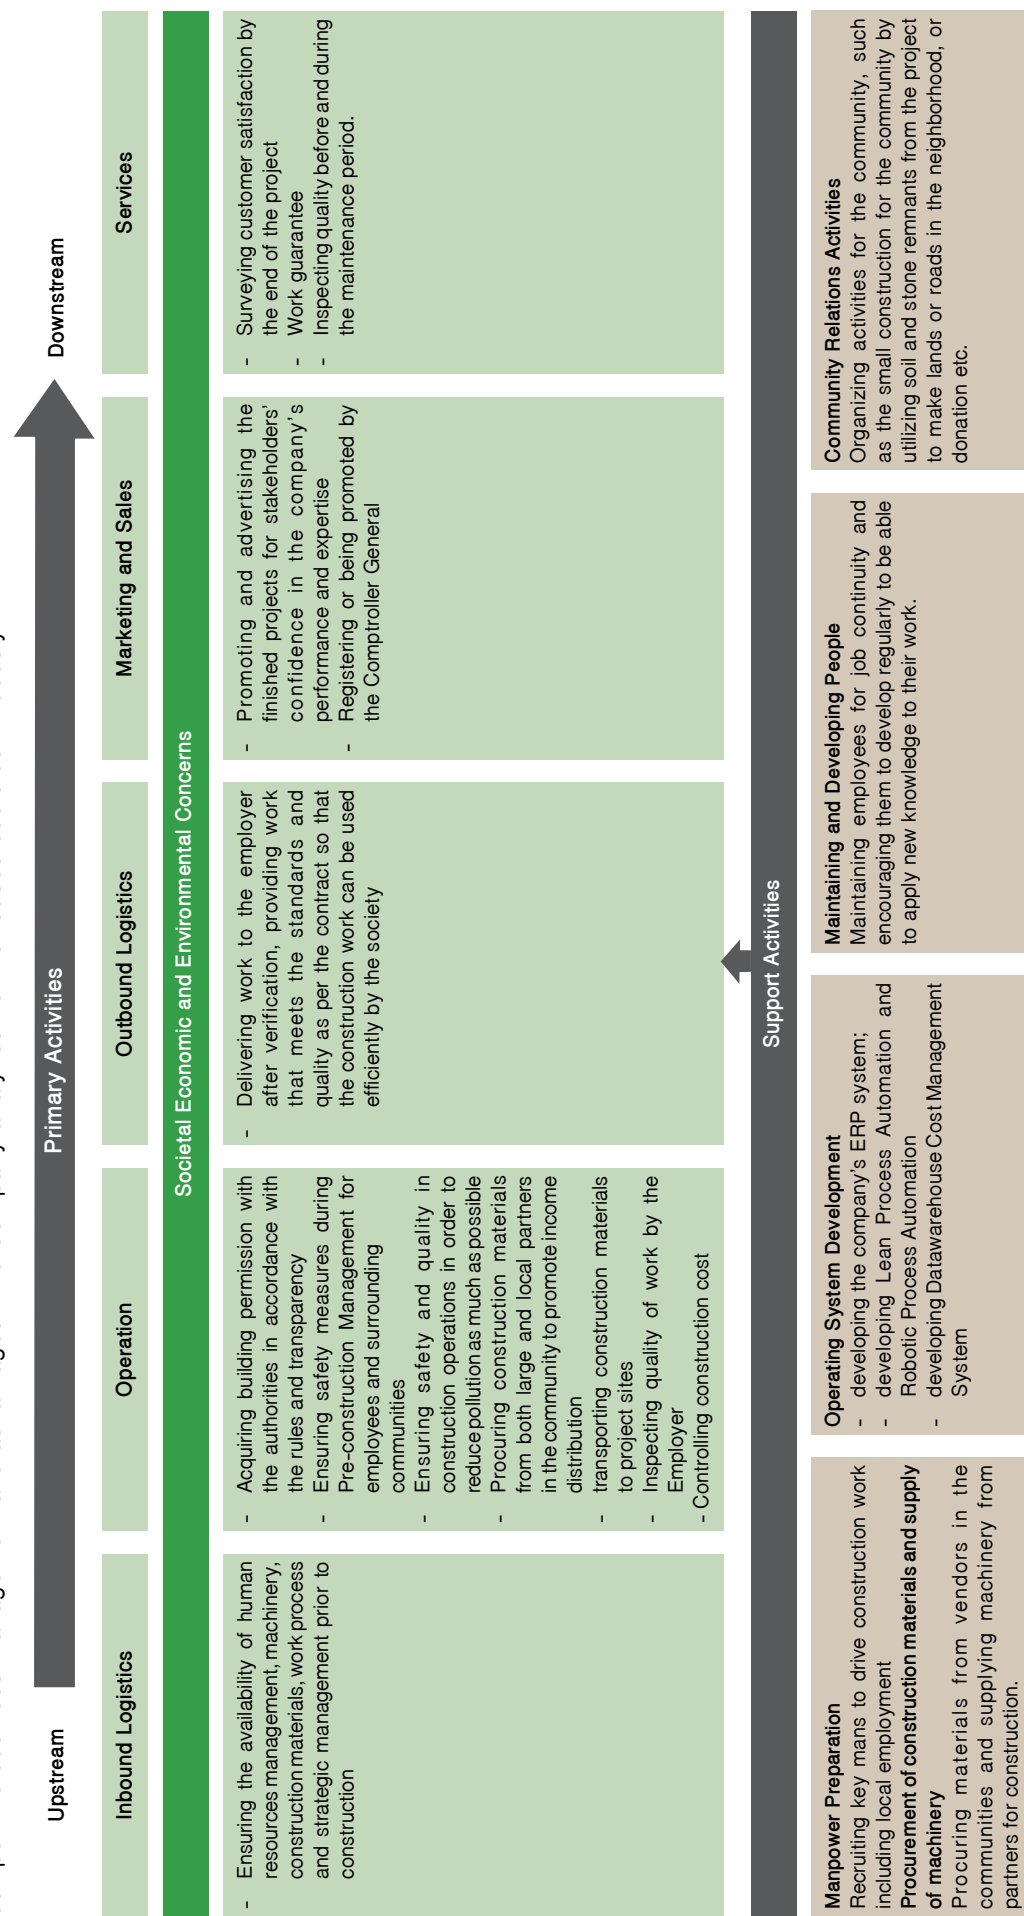 Upstream
Primary Activities
Downstream
Inbound Logistics
Operation
Outbound Logistics
Marketing and Sales
Services
Societal Economic and Environmental Concerns
- Ensuring the availability of human
resources management, machinery,
construction materials, work process
and strategic management prior to
construction
- Acquiring building permission with
the authorities in accordance with
the rules and transparency
- Ensuring safety measures during
Pre-construction Management for
employees and surrounding
communities
- Ensuring safety and quality in
construction operations in order to
reduce pollution as much as possible
- Procuring construction materials
from both large and local partners
in the community to promote income
distribution
- transporting construction materials
to project sites
- Inspecting quality of work by the
Employer
- Controlling construction cost
- Delivering work to the employer
after verification, providing work
that meets the standards and
quality as per the contract so that
the construction work can be used
efficiently by the society
- Promoting and advertising the
finished projects for stakeholders'
confidence in the company's
performance and expertise
- Registering or being promoted by
the Comptroller General
- Surveying customer satisfaction by
the end of the project
- Work guarantee
- Inspecting quality before and during
the maintenance period.
Support Activities
Manpower Preparation
Recruiting key mans to drive construction work
including local employment
Procurement of construction materials and supply
of machinery
Procuring materials from vendors in the
communities and supplying machinery from
partners for construction.
Operating System Development
- developing the company's ERP system;
- developing Lean Process Automation and
Robotic Process Automation
- developing Datawarehouse Cost Management
System
Maintaining and Developing People
Maintaining employees for job continuity and
encouraging them to develop regularly to be able
to apply new knowledge to their work.
Community Relations Activities
Organizing activities for the community, such
as the small construction for the community by
utilizing soil and stone remnants from the project
to make lands or roads in the neighborhood, or
donation etc.